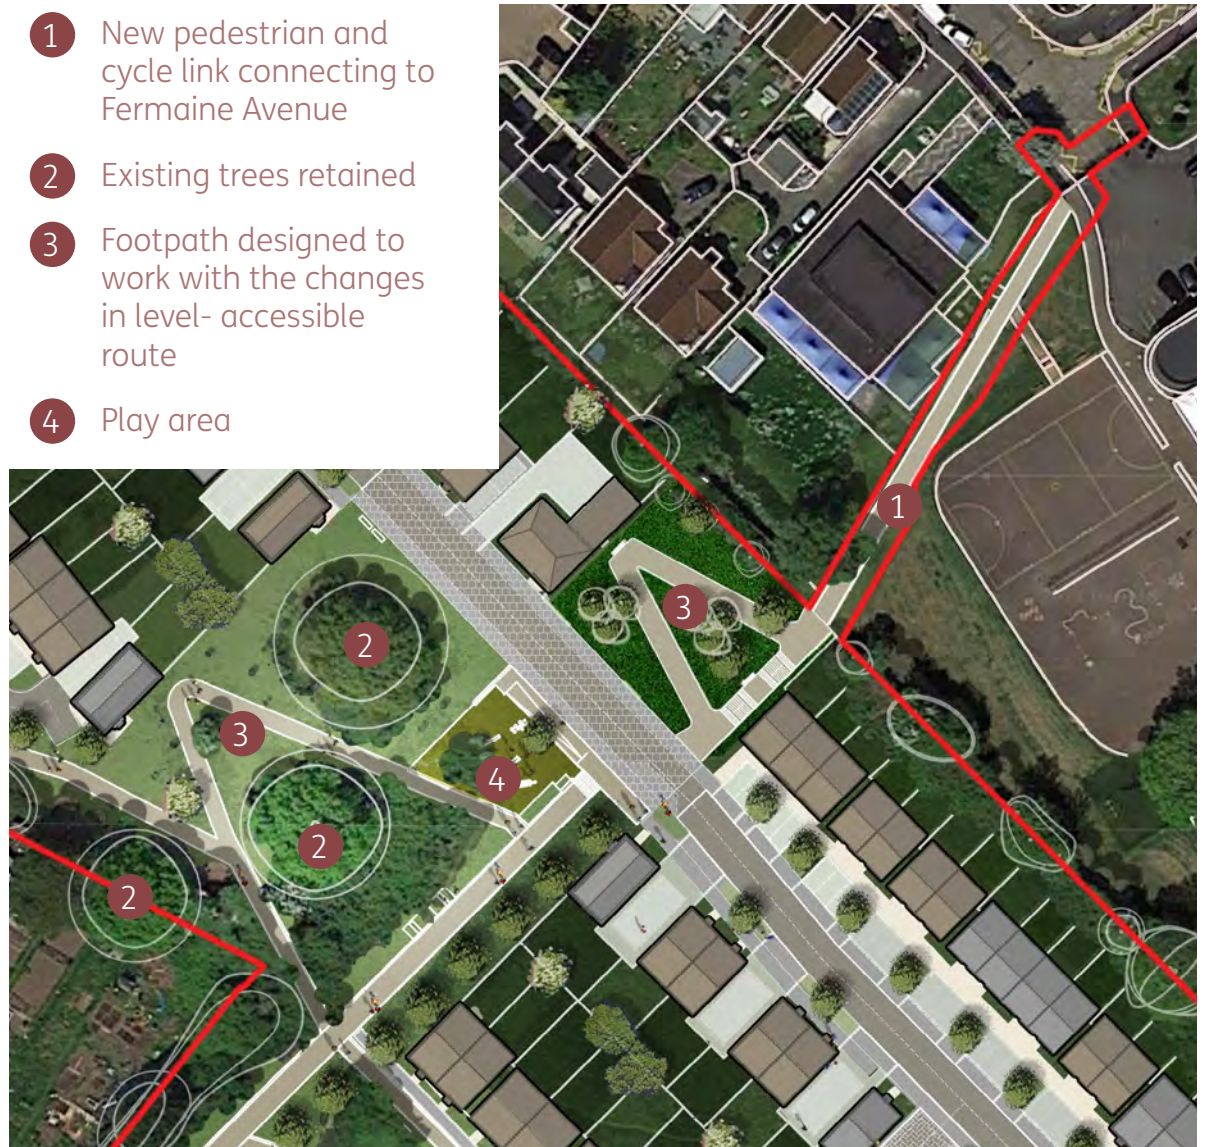 1 New pedestrian and
cycle link connecting to
Fermaine Avenue
2 Existing trees retained
3 Footpath designed to
work with the changes
in level- accessible
route
4 Play area
1
3
2
3
4
2
2